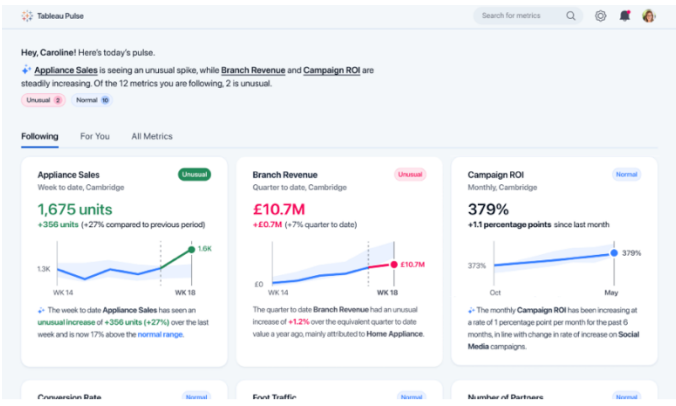 Tableau Pulse
Search for metrics
Hey, Caroline! Here's today's pulse.
Appliance Sales is seeing an unusual spike, while Branch Revenue and Campaign ROI are
steadily increasing. Of the 12 metrics you are following, 2 is unusual.
Unusual 2 Normal 10
Following For You All Metrics
Appliance Sales Unusual
Week to date, Cambridge
1,675 units
+356 units (+27% compared to previous period)
1.6K
1.3K
WK 14 WK 18
The week to date Appliance Sales has seen an
unusual increase of +356 units (+27%) over the last
week and is now 17% above the normal range.
Branch Revenue Unusual
Quarter to date, Cambridge
£10.7M
+£0.7M (+7% quarter to date)
£10.7M
£0
WK 14 WK 18
The quarter to date Branch Revenue had an unusual
increase of +1.2% over the equivalent quarter to date
value a year ago, mainly attributed to Home Appliance.
Campaign ROI Normal
Monthly, Cambridge
379%
+1.1 percentage points since last month
379%
373%
Oct May
The monthly Campaign ROI has been increasing at
a rate of 1 percentage point per month for the past 6
months, in line with change in rate of increase on Social
Media campaigns.
Conversion Rate Normal
Foot Traffic Normal
Number of Partners Normal